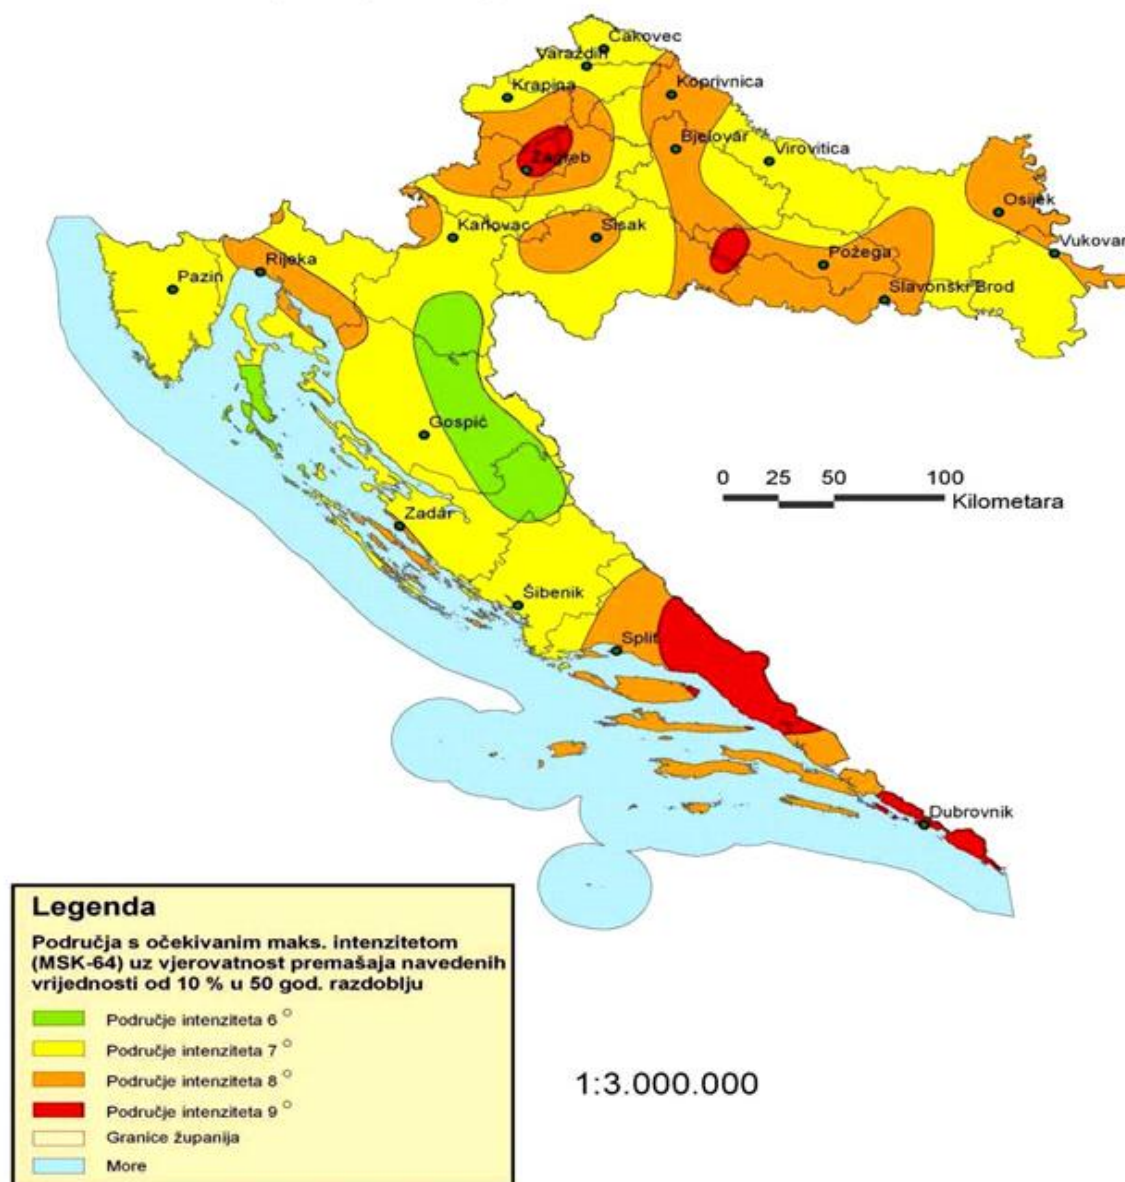 Čakovec
Varaždin
Koprivnica
Krapina
Bjelovar
Virovitica
Zagreb
Osijek
Karlovac
Sisak
Vukovar
Požega
Rijeka
Pazin
Slavonski Brod
Gospić
0 25 50 100
Kilometara
Zadar
Šibenik
Split
Dubrovnik
Legenda
Područja s očekivanim maks. intenzitetom
(MSK-64) uz vjerovatnost premašaja navedenih
vrijednosti od 10 % u 50 god. razdoblju
Područje intenziteta 6 °
Područje intenziteta 7 °
Područje intenziteta 8 °
Područje intenziteta 9 °
Granice županija
More
1:3.000.000